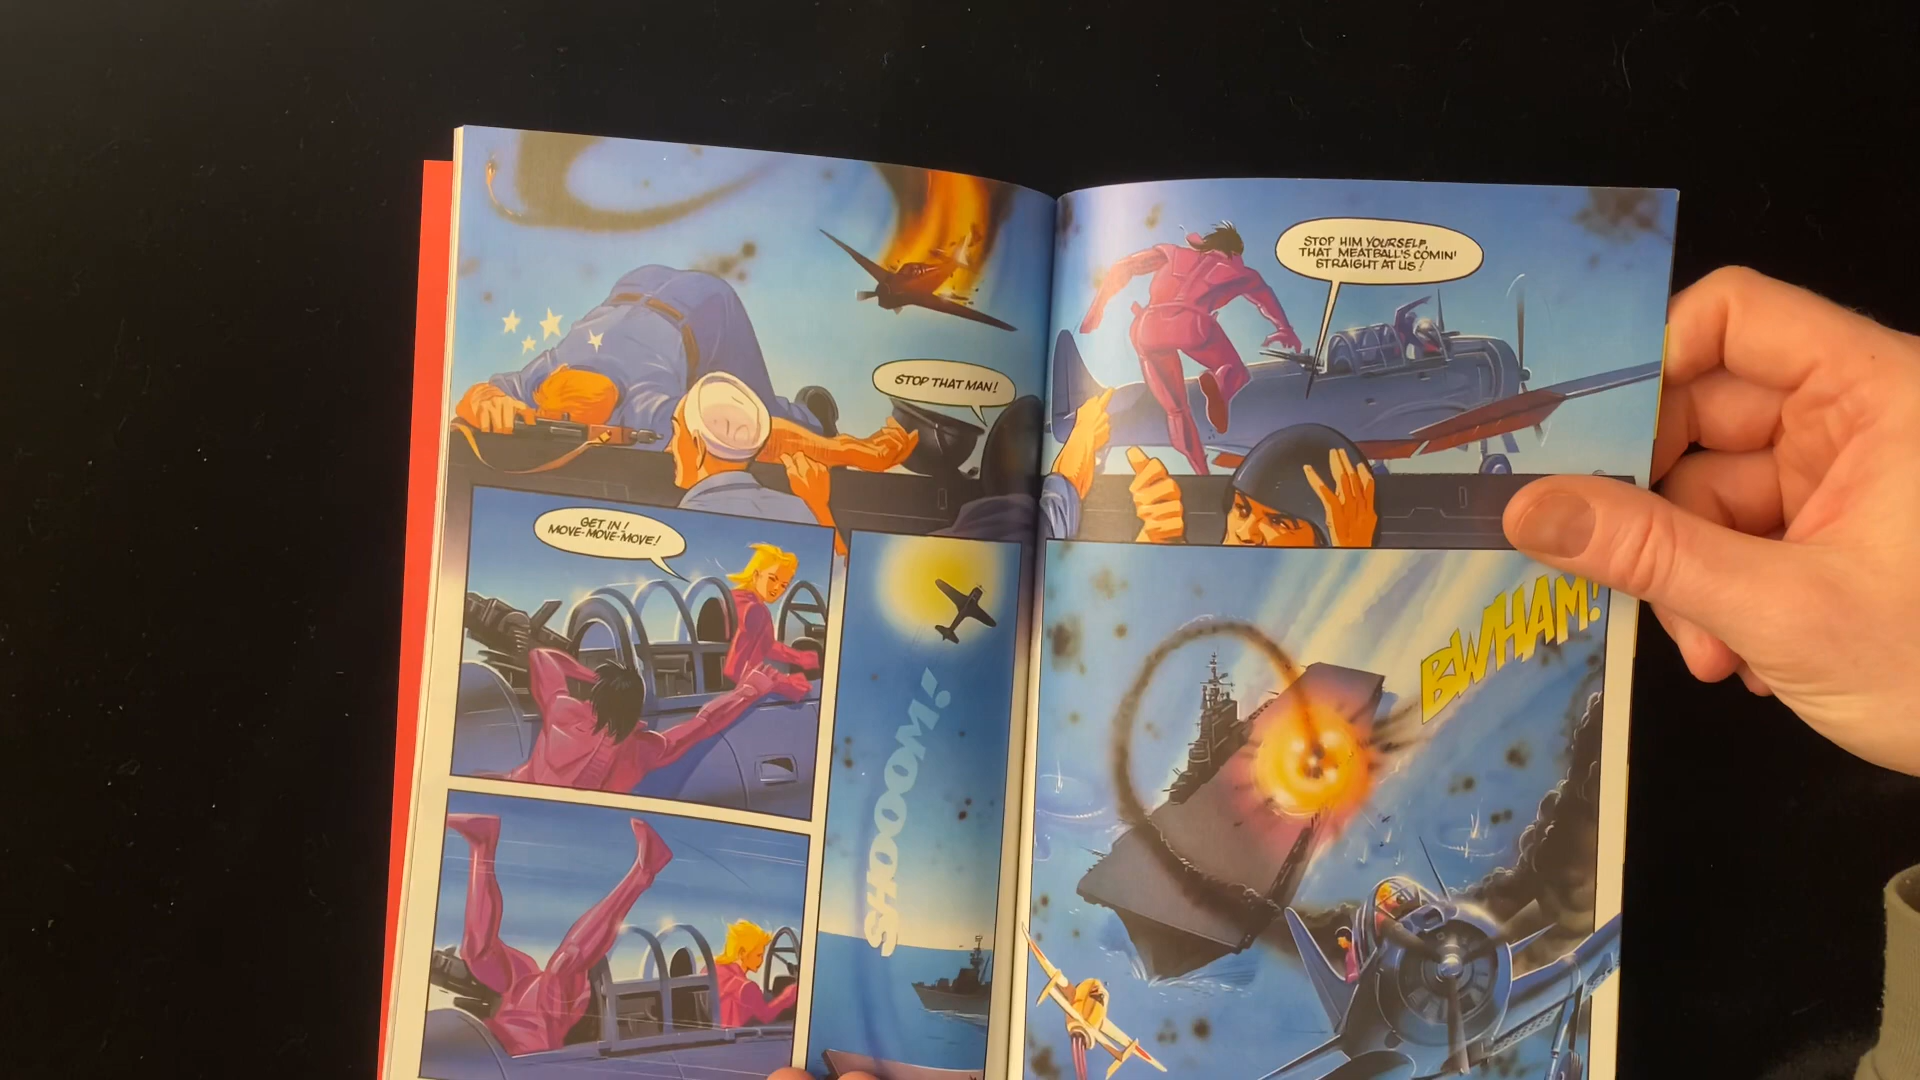 STOP THAT MAN!
STOP HIM YOURSELF,
THAT MEATBALL'S COMIN'
STRAIGHT AT US!
GET IN!
MOVE-MOVE-MOVE!
SHOOOM!
BWHAM!